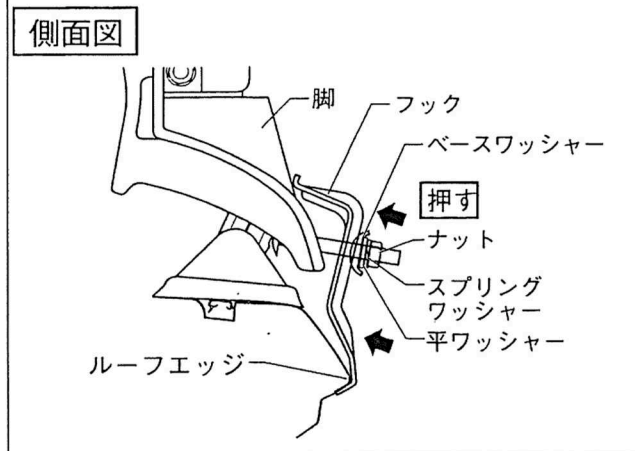 側面図
脚
フック
ベースワッシャー
押す
ナット
スプリング
ワッシャー
平ワッシャー
ルーフエッジ